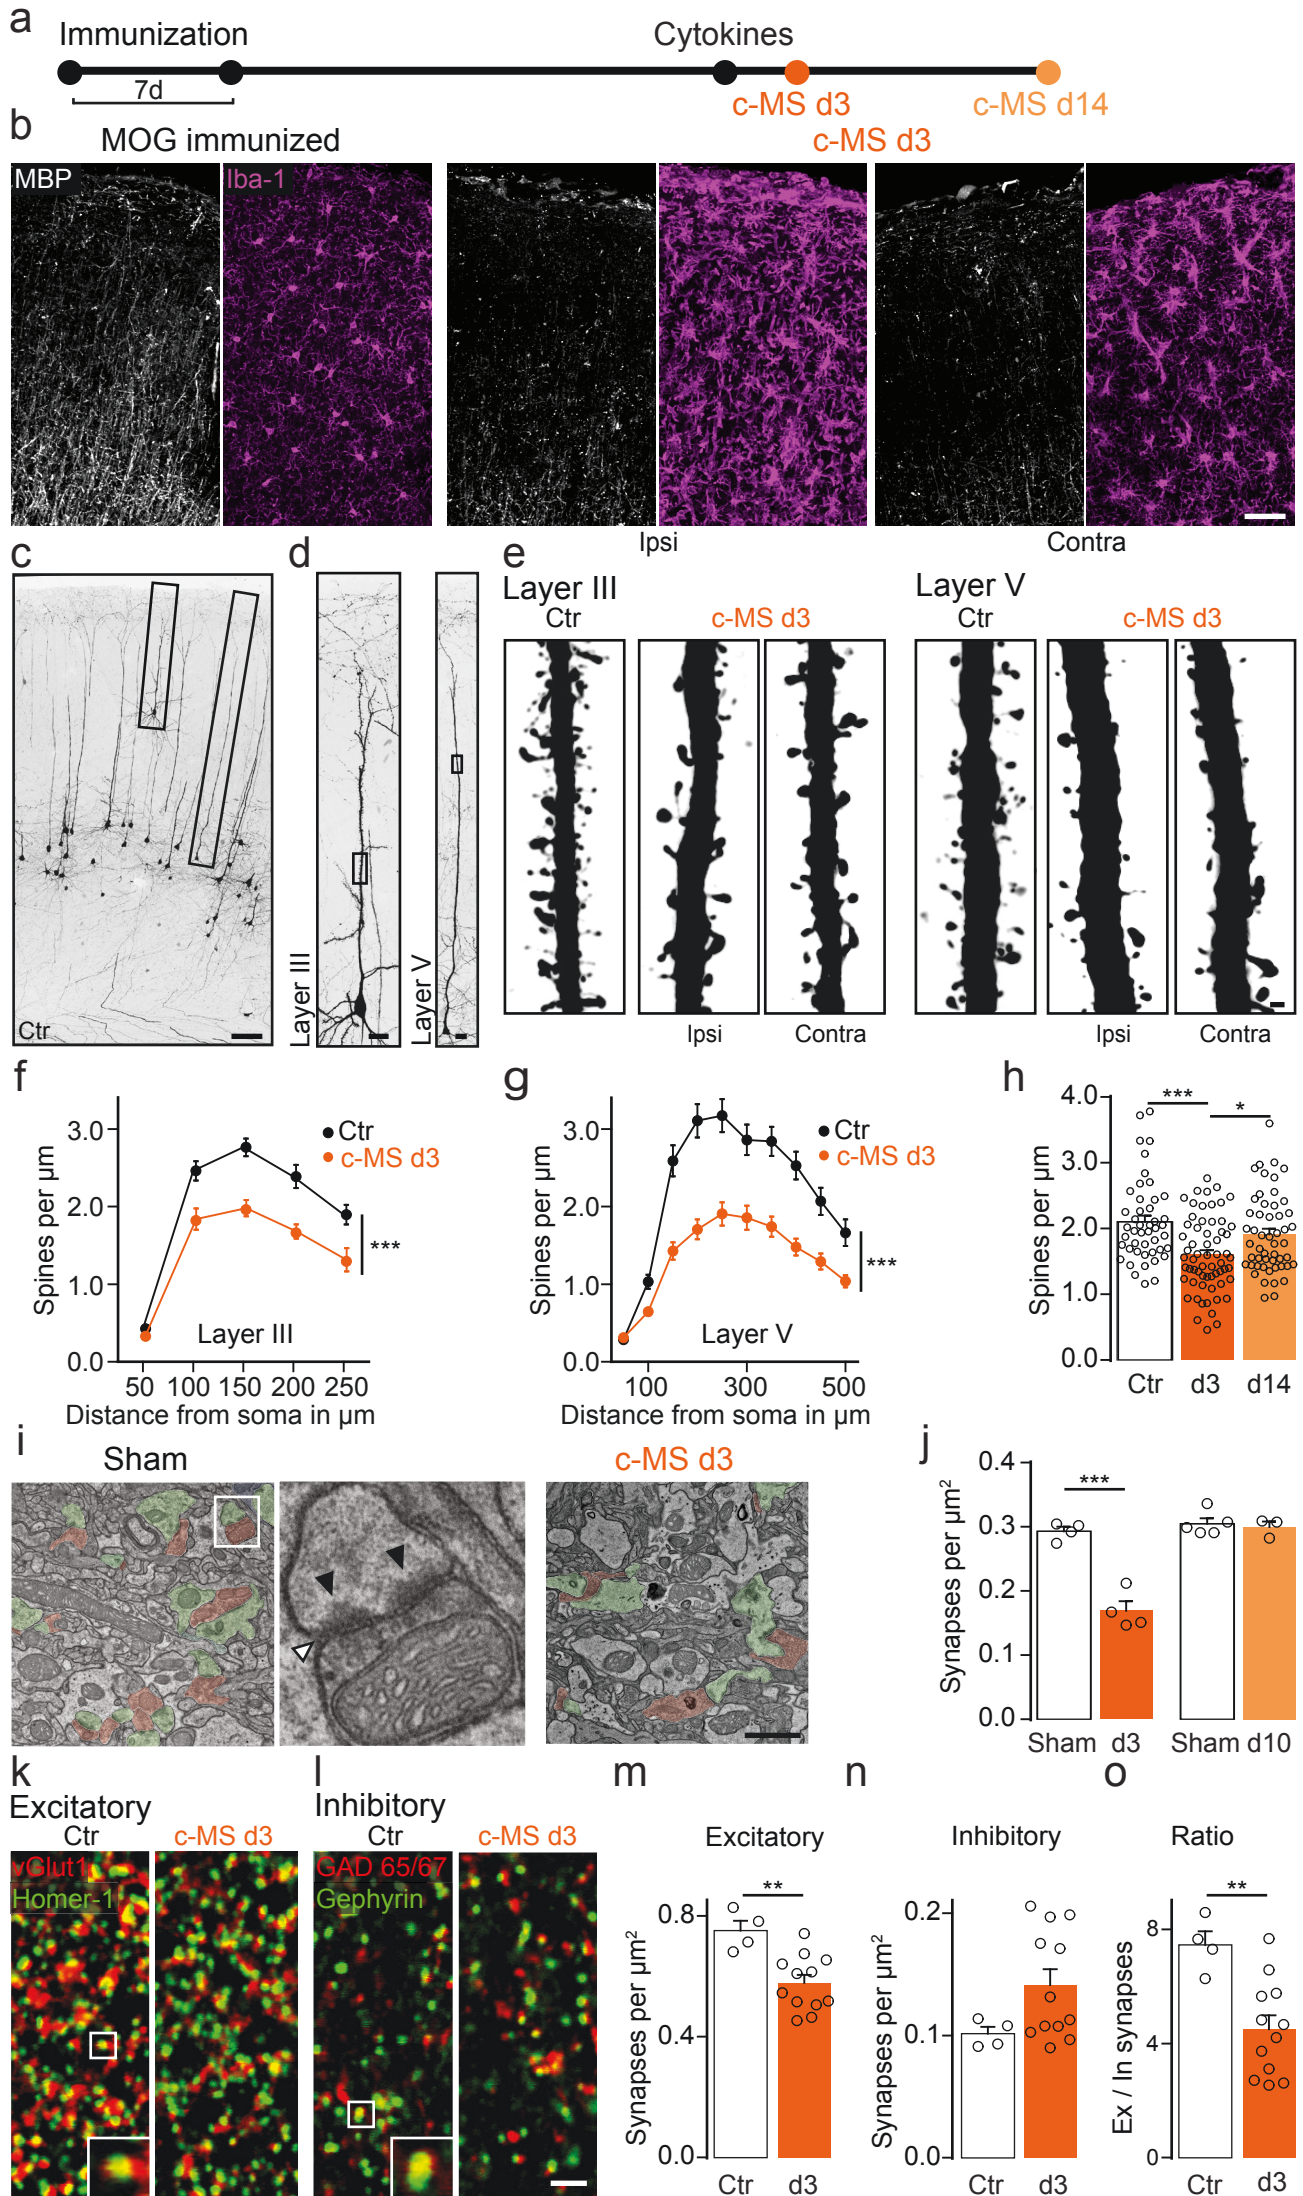 a
Immunization
Cytokines
7d
c-MS d3
c-MS d14
b
MOG immunized
c-MS d3
MBP
Iba-1
Ipsi
Contra
c
d
e
Layer III
Layer V
Ctr
c-MS d3
Ctr
c-MS d3
Ctr
Layer III
Layer V
Ipsi
Contra
Ipsi
Contra
f
g
h
Spines per µm
3.0
2.0
1.0
0.0
Ctr
c-MS d3
***
Layer III
50 100 150 200 250
Distance from soma in µm
Spines per µm
3.0
2.0
1.0
0.0
Ctr
c-MS d3
***
Layer V
100 300 500
Distance from soma in µm
Spines per µm
4.0
3.0
2.0
1.0
0.0
***
*
Ctr d3 d14
i
Sham
c-MS d3
j
Synapses per µm²
0.4
0.3
0.2
0.1
0.0
***
Sham d3 Sham d10
k
Excitatory
Ctr
c-MS d3
vGlut1
Homer-1
l
Inhibitory
Ctr
c-MS d3
GAD 65/67
Gephyrin
m
Excitatory
**
Synapses per µm²
0.8
0.4
0.0
Ctr d3
n
Inhibitory
Synapses per µm²
0.2
0.1
0.0
Ctr d3
o
Ratio
**
Ex / In synapses
8
4
0
Ctr d3